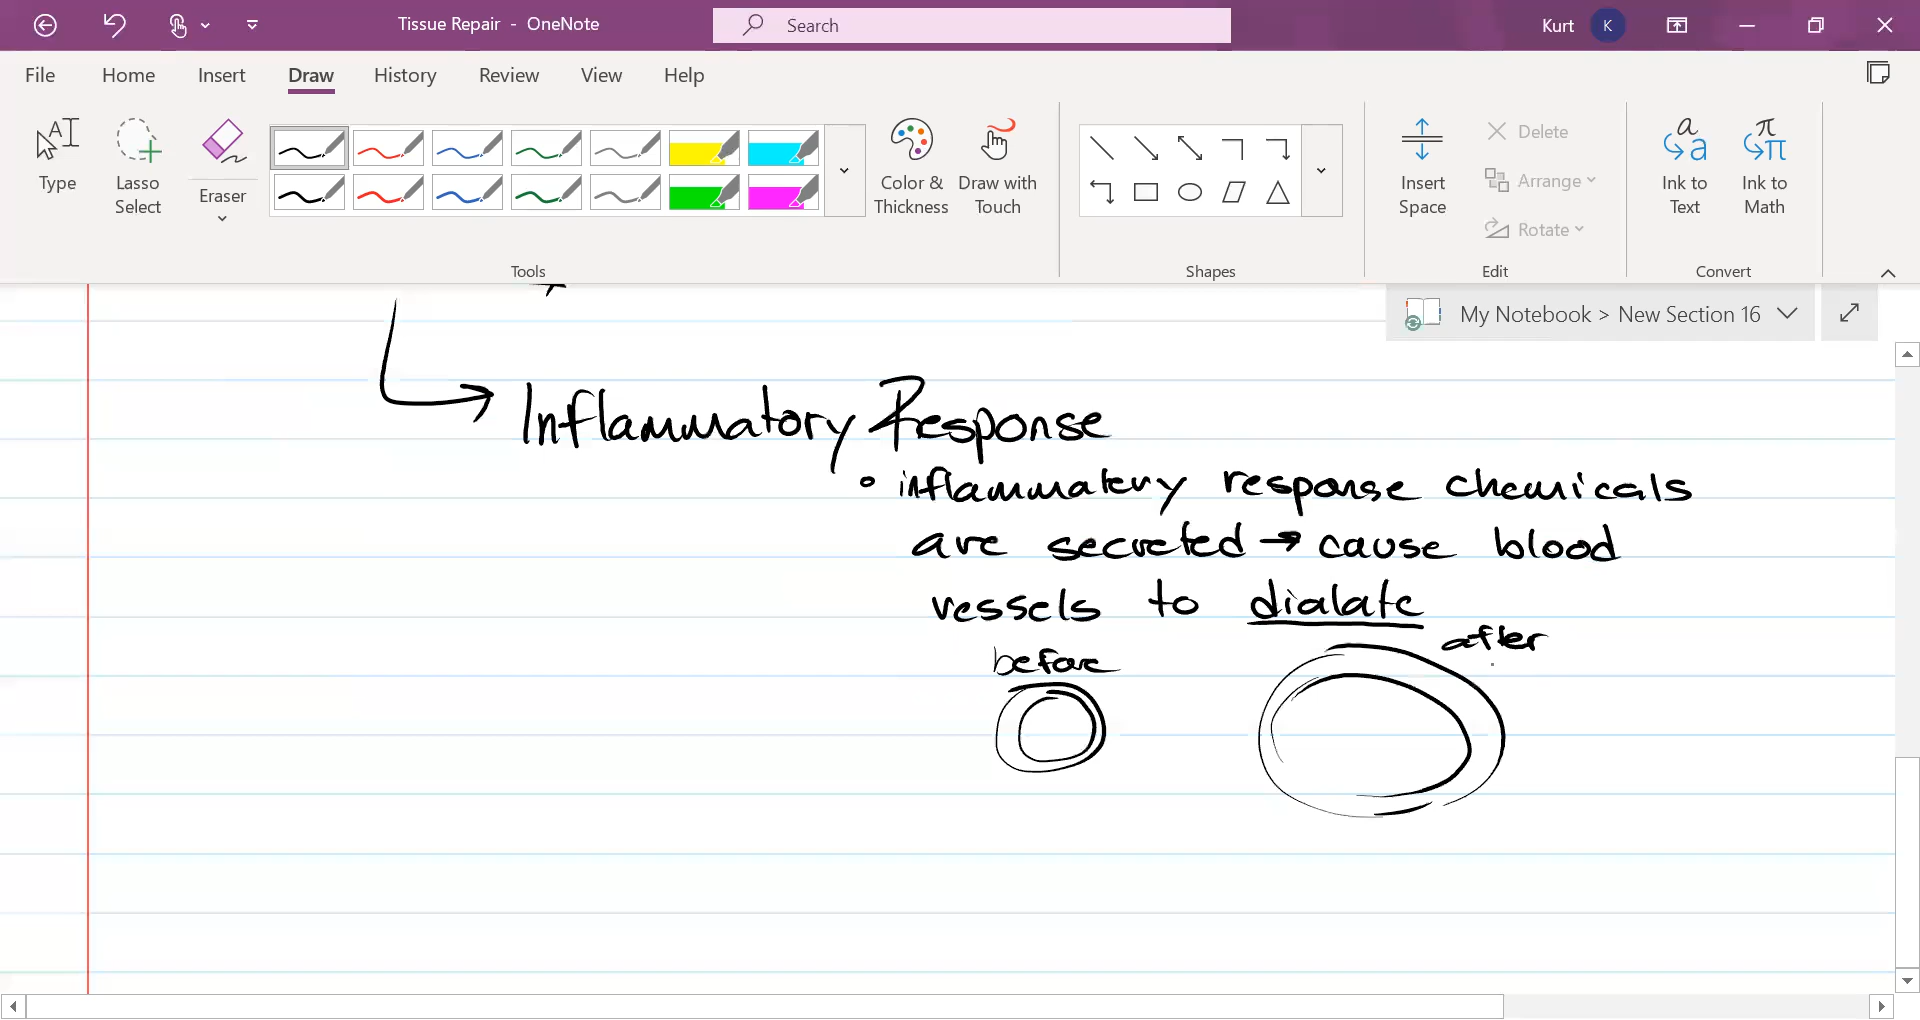 Tissue Repair - OneNote
Search
Kurt
K
File
Home
Insert
Draw
History
Review
View
Help
Type
Lasso
Select
Eraser
Color &
Thickness
Draw with
Touch
Insert
Space
Delete
Arrange
Rotate
Ink to
Text
Ink to
Math
Tools
Shapes
Edit
Convert
My Notebook > New Section 16
Inflammatory Response
inflammatory response chemicals
are secreted → cause blood
vessels to dialate
before
after